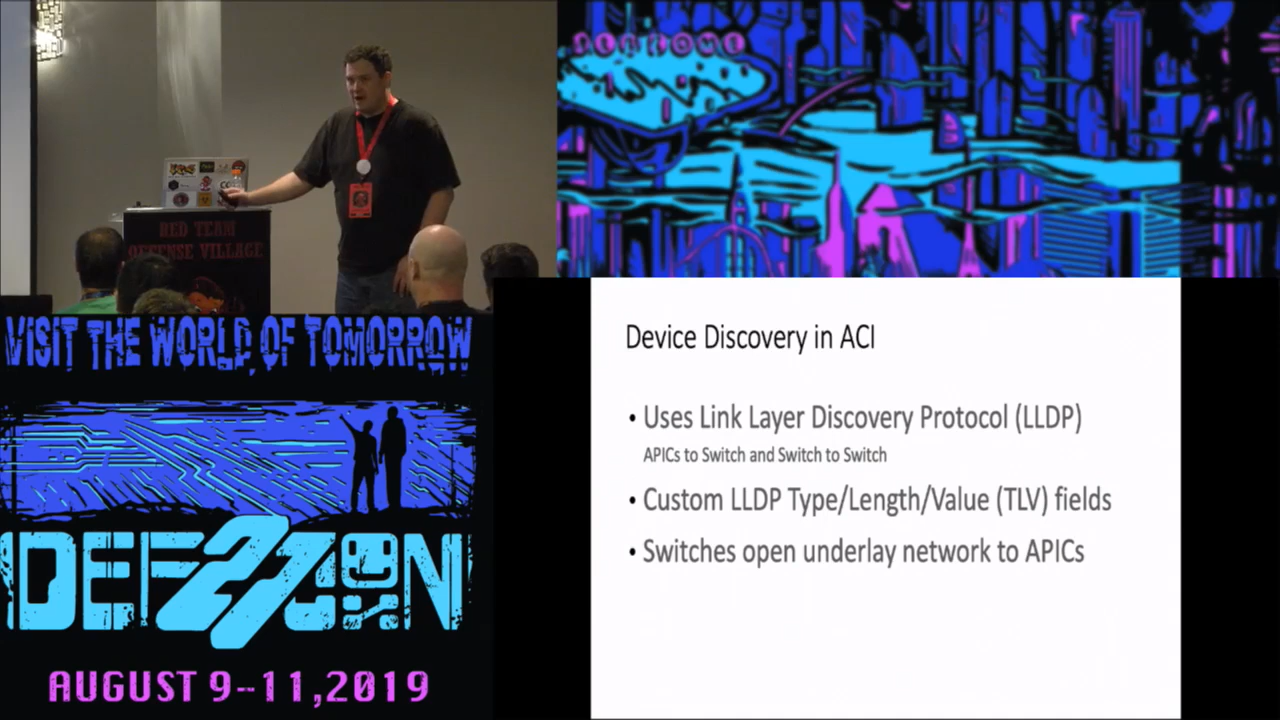 WELCOME
RED TEAM
OFFENSE VILLAGE
VISIT THE WORLD OF TOMORROW
DEF 27 CON
AUGUST 9--11,2019
Device Discovery in ACI
• Uses Link Layer Discovery Protocol (LLDP)
APICs to Switch and Switch to Switch
• Custom LLDP Type/Length/Value (TLV) fields
• Switches open underlay network to APICs